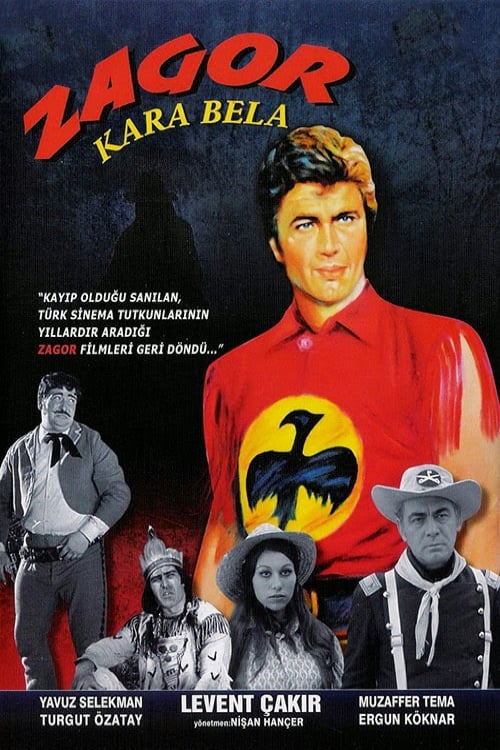 ZAGOR
KARA BELA
"KAYIP OLDUĞU SANILAN,
TÜRK SİNEMA TUTKUNLARININ
YILLARDIR ARADIĞI
ZAGOR FİLMLERİ GERİ DÖNDÜ..."
YAVUZ SELEKMAN
TURGUT ÖZATAY
LEVENT ÇAKIR
yönetmen: NİŞAN HANÇER
MUZAFFER TEMA
ERGUN KÖKNAR